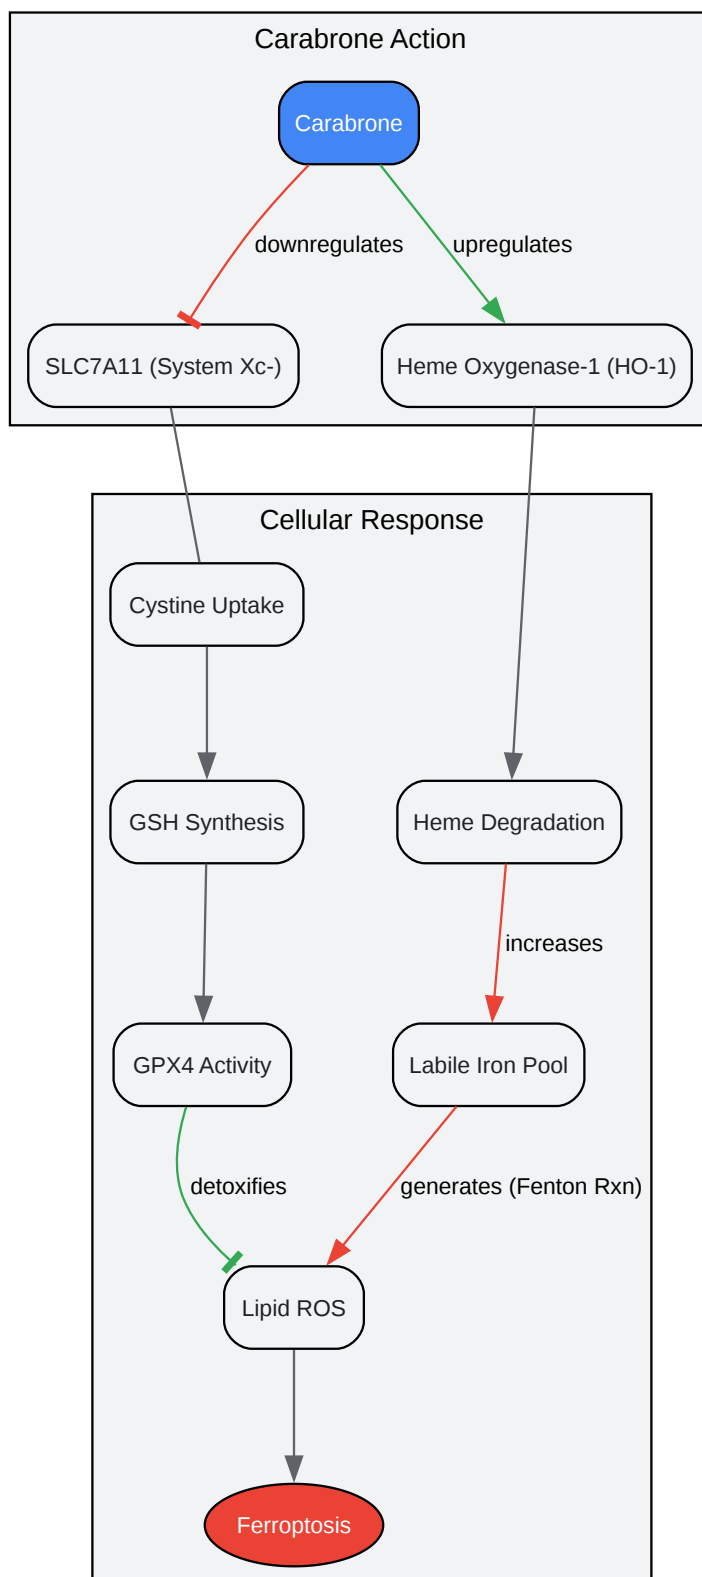 Carabrone Action
Carabrone
downregulates
upregulates
SLC7A11 (System Xc-)
Heme Oxygenase-1 (HO-1)
Cellular Response
Cystine Uptake
GSH Synthesis
Heme Degradation
increases
GPX4 Activity
Labile Iron Pool
detoxifies
generates (Fenton Rxn)
Lipid ROS
Ferroptosis